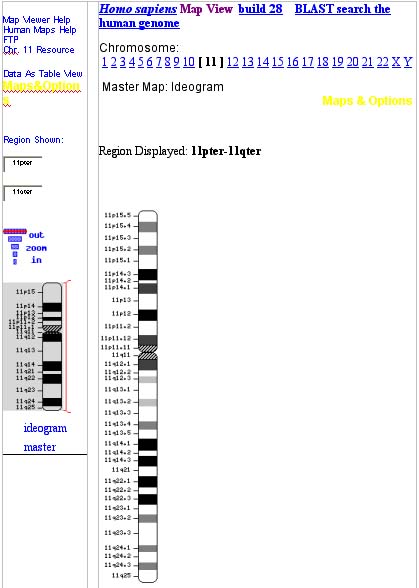 Map Viewer Help
Human Maps Help
FTP
Chr. 11 Resource
Data As Table View
Maps&Option
s
Region Shown:
11pter
11qter
out
zoom
in
11p15
11p14
11p13
11p12
11p11.2
11p11.1
11q11
11q12
11q13
11q14
11q21
11q22
11q23
11q24
11q25
ideogram
master
Homo sapiens Map View build 28 BLAST search the
human genome
Chromosome:
1 2 3 4 5 6 7 8 9 10 [ 11 ] 12 13 14 15 16 17 18 19 20 21 22 X Y
Master Map: Ideogram
Maps & Options
Region Displayed: 11pter-11qter
11p15.5
11p15.4
11p15.3
11p15.2
11p15.1
11p14.3
11p14.2
11p14.1
11p13
11p12
11p11.2
11p11.12
11p11.11
11q11
11q12.1
11q12.2
11q12.3
11q13.1
11q13.2
11q13.3
11q13.4
11q13.5
11q14.1
11q14.2
11q14.3
11q21
11q22.1
11q22.2
11q22.3
11q23.1
11q23.2
11q23.3
11q24.1
11q24.2
11q24.3
11q25